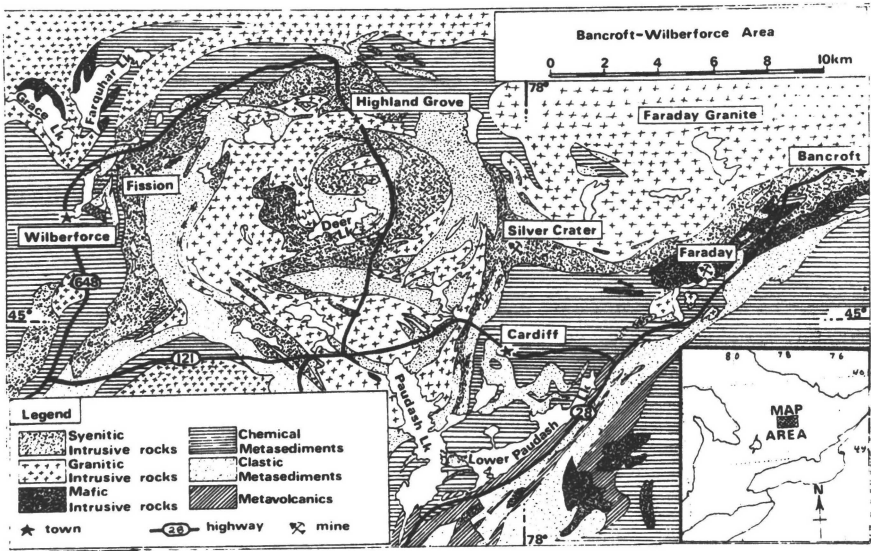 Bancroft-Wilberforce Area
0 2 4 6 8 10km
78°
Grace Lk
Farquhar Lk
Highland Grove
Faraday Granite
Bancroft
Fission
Deer Lk
Silver Crater
Wilberforce
Faraday
648
45°
45°
Cardiff
121
Paudash Lk
28
Lower Paudash Lk
78°
Legend
Syenitic Intrusive rocks
Granitic Intrusive rocks
Mafic Intrusive rocks
Chemical Metasediments
Clastic Metasediments
Metavolcanics
town
28 highway
mine
80 78 76
MAP AREA
N